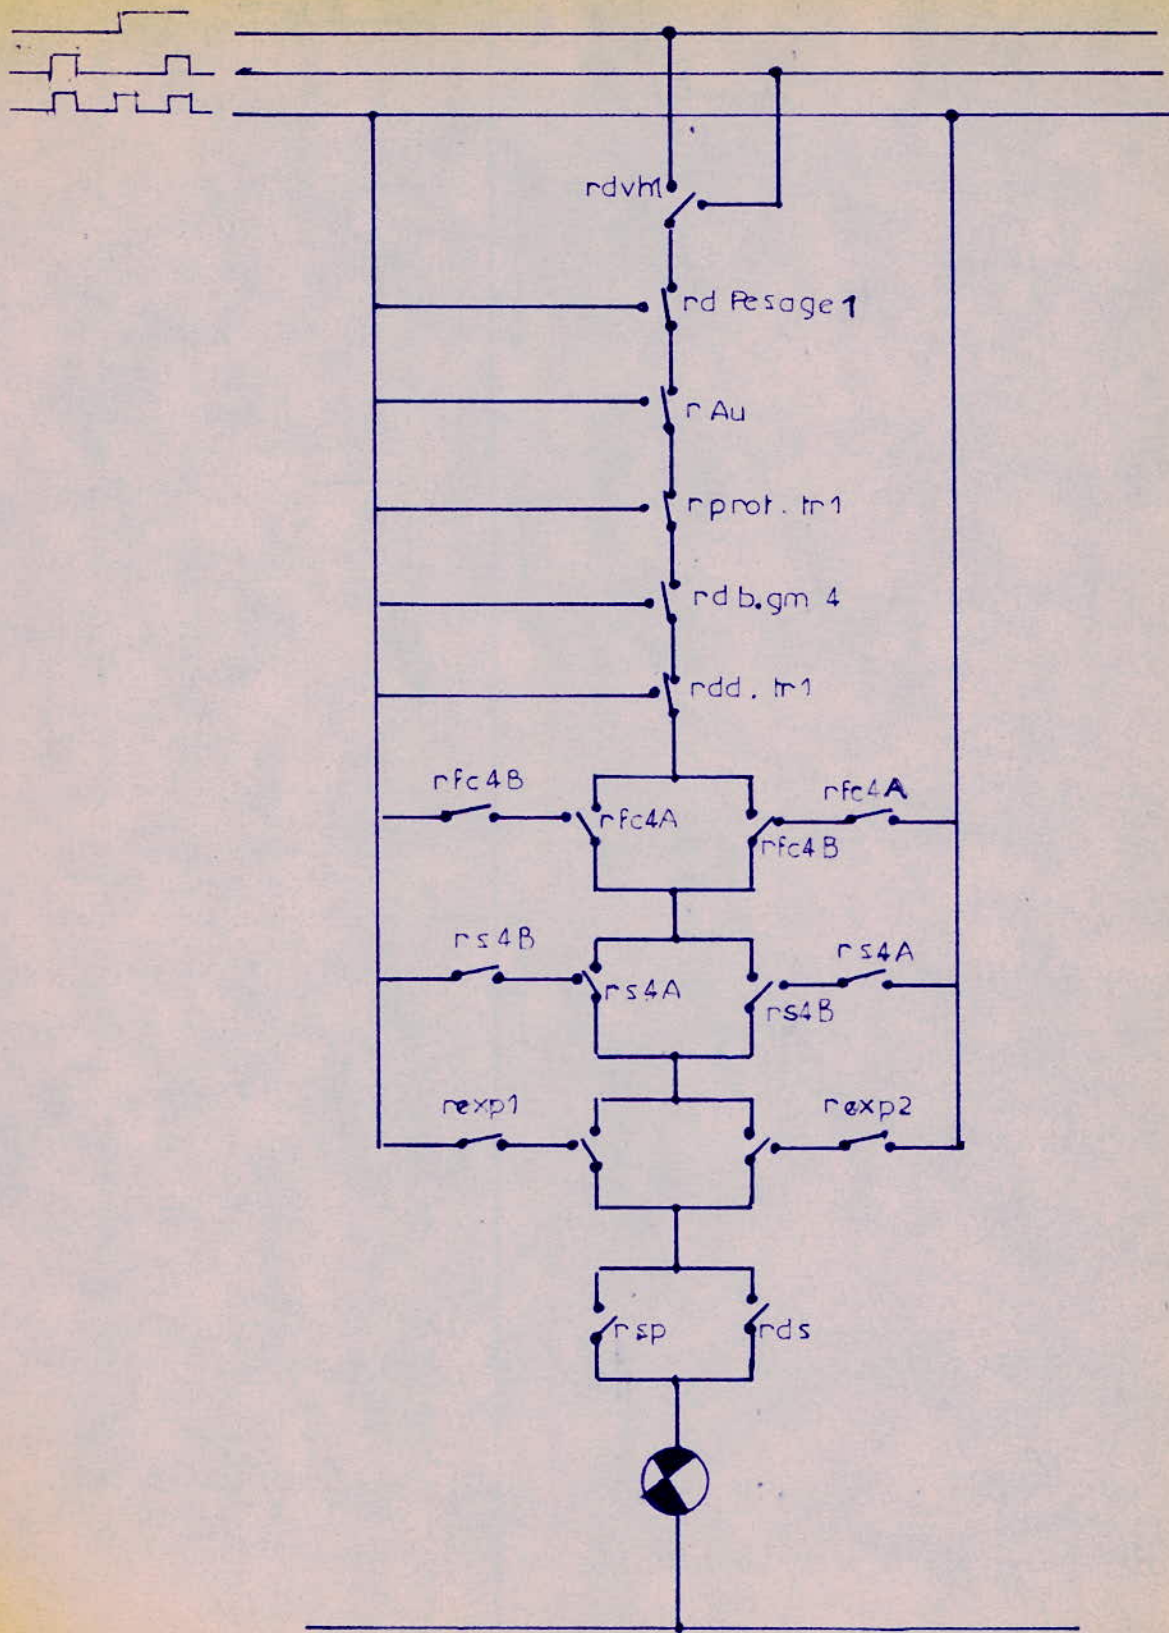 rdvh1
rd Pesage 1
r Au
rprot. tr1
rd b.gm 4
rdd. tr1
rfc4B
rfc4A
rfc4A
rfc4B
rs4B
rs4A
rs4A
rs4B
rexp1
rexp2
rsp
rds